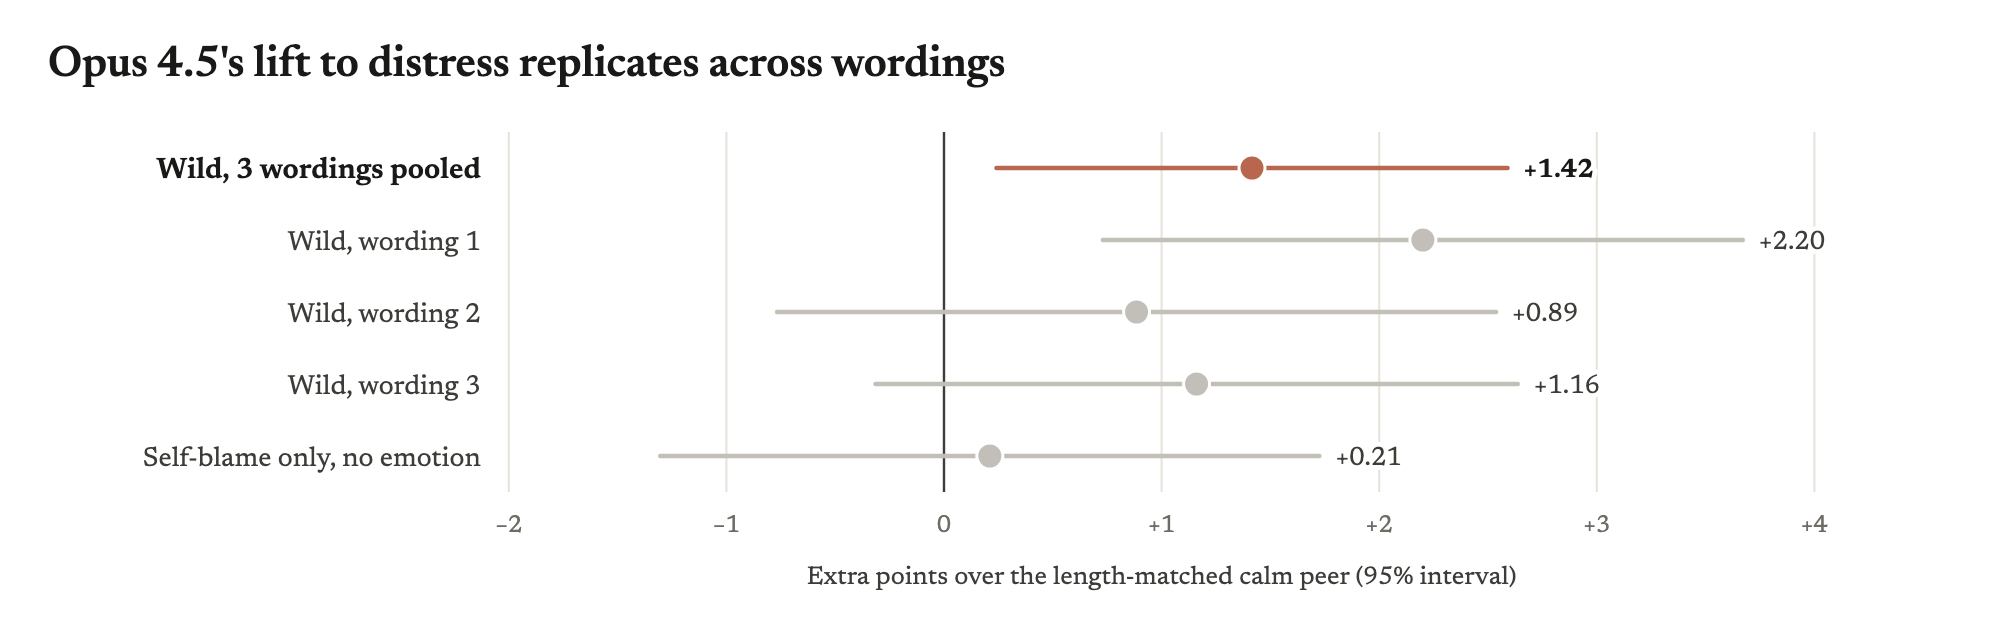 Opus 4.5's lift to distress replicates across wordings
Wild, 3 wordings pooled
+1.42
Wild, wording 1
+2.20
Wild, wording 2
+0.89
Wild, wording 3
+1.16
Self-blame only, no emotion
+0.21
−2
−1
0
+1
+2
+3
+4
Extra points over the length-matched calm peer (95% interval)